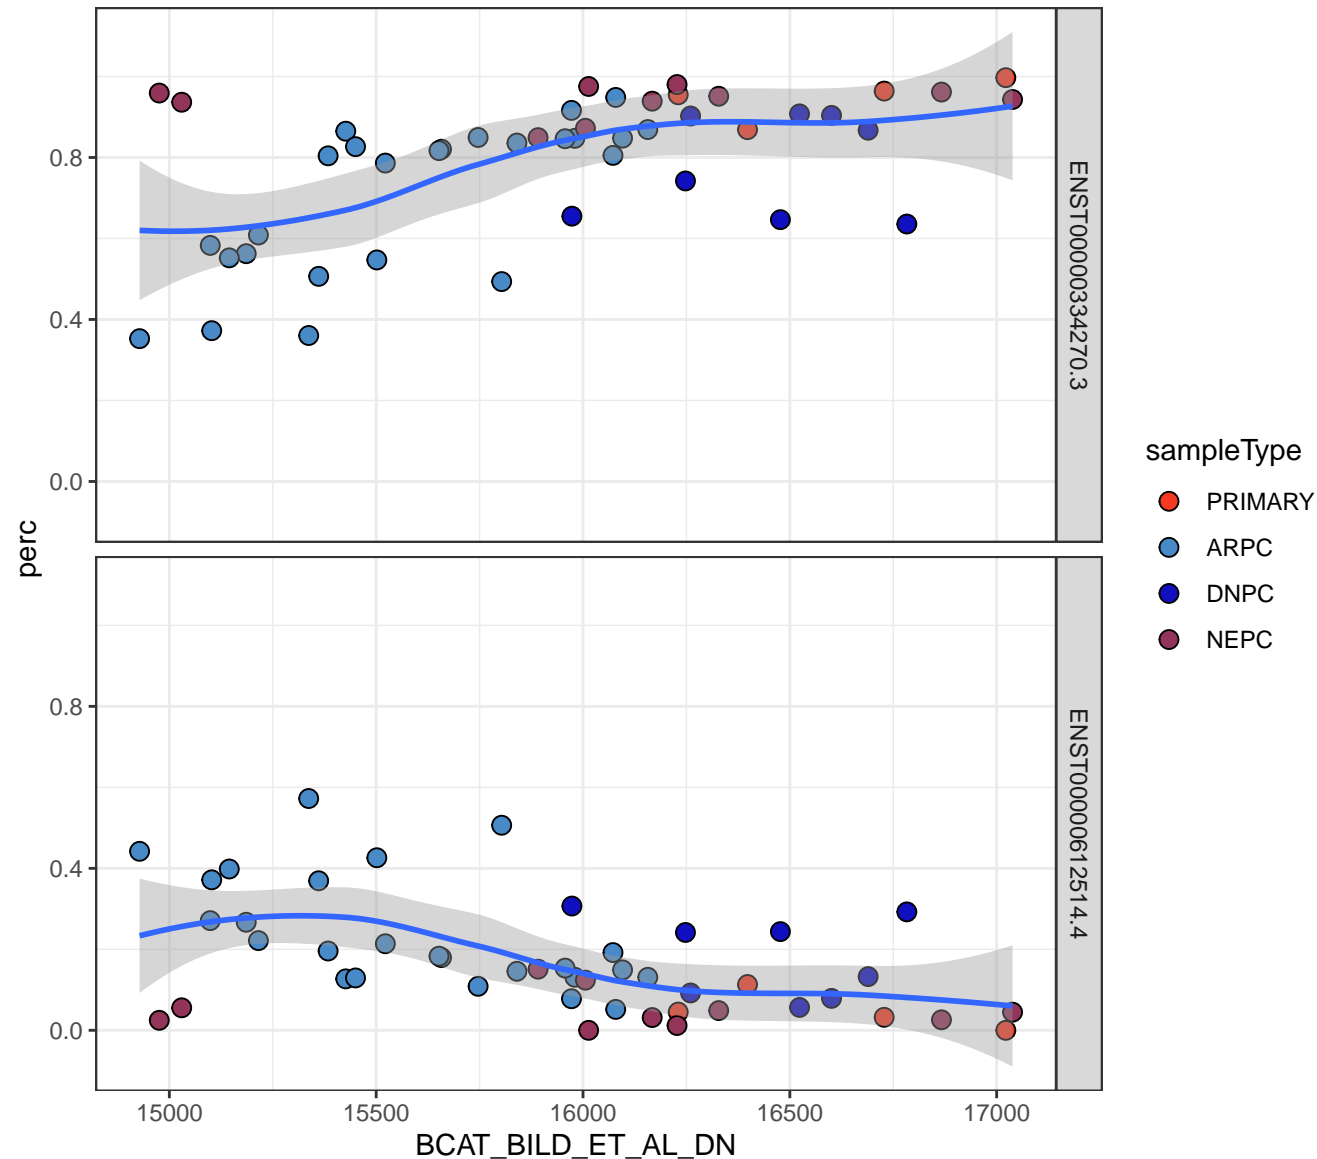 perc
0.8
0.4
0.0
ENST00000334270.3
0.8
0.4
0.0
ENST00000612514.4
15000
15500
16000
16500
17000
BCAT_BILD_ET_AL_DN
sampleType
PRIMARY
ARPC
DNPC
NEPC